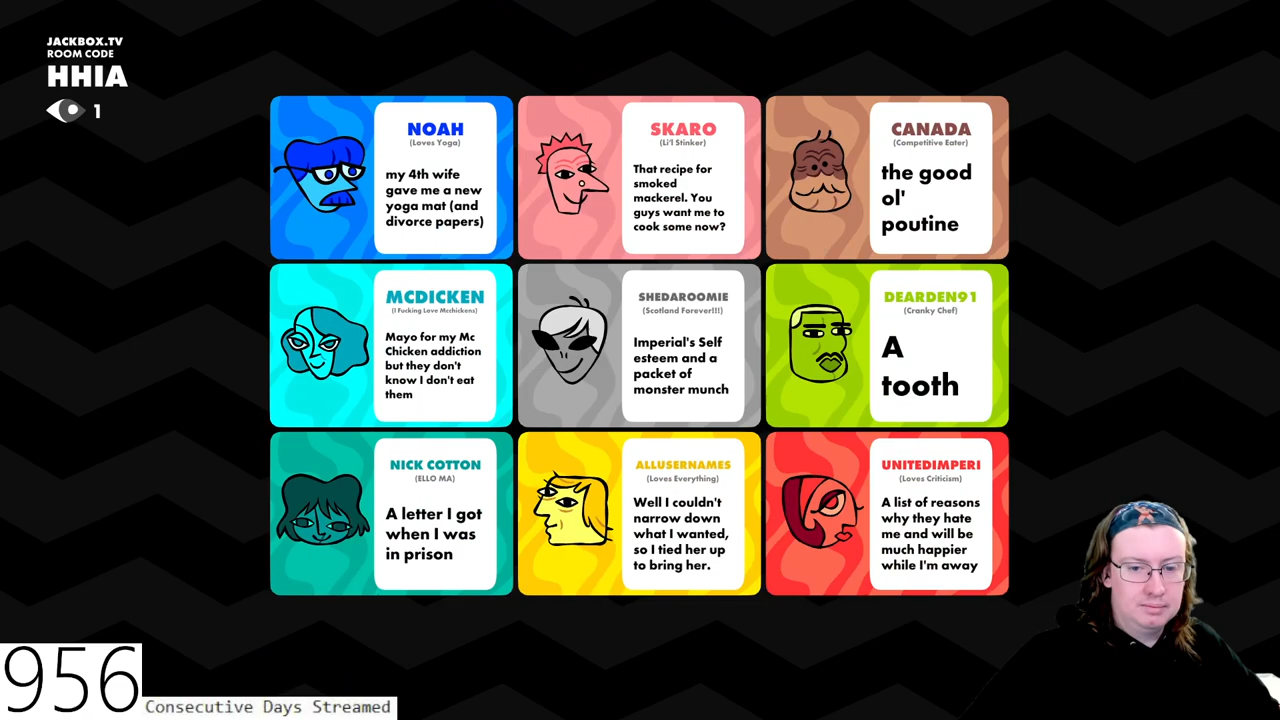 JACKBOX.TV
ROOM CODE
HHIA
1
NOAH
(Loves Yoga)
my 4th wife
gave me a new
yoga mat (and
divorce papers)
SKARO
(Li'l Stinker)
That recipe for
smoked
mackerel. You
guys want me to
cook some now?
CANADA
(Competitive Eater)
the good
ol'
poutine
MCDICKEN
(I Fucking Love Mcchickens)
Mayo for my Mc
Chicken addiction
but they don't
know I don't eat
them
SHEDAROOMIE
(Scotland Forever!!!)
Imperial's Self
esteem and a
packet of
monster munch
DEARDEN91
(Cranky Chef)
A
tooth
NICK COTTON
(ELLO MA)
A letter I got
when I was
in prison
ALLUSERNAMES
(Loves Everything)
Well I couldn't
narrow down
what I wanted,
so I tied her up
to bring her.
UNITEDIMPERI
(Loves Criticism)
A list of reasons
why they hate
me and will be
much happier
while I'm away
956
Consecutive Days Streamed